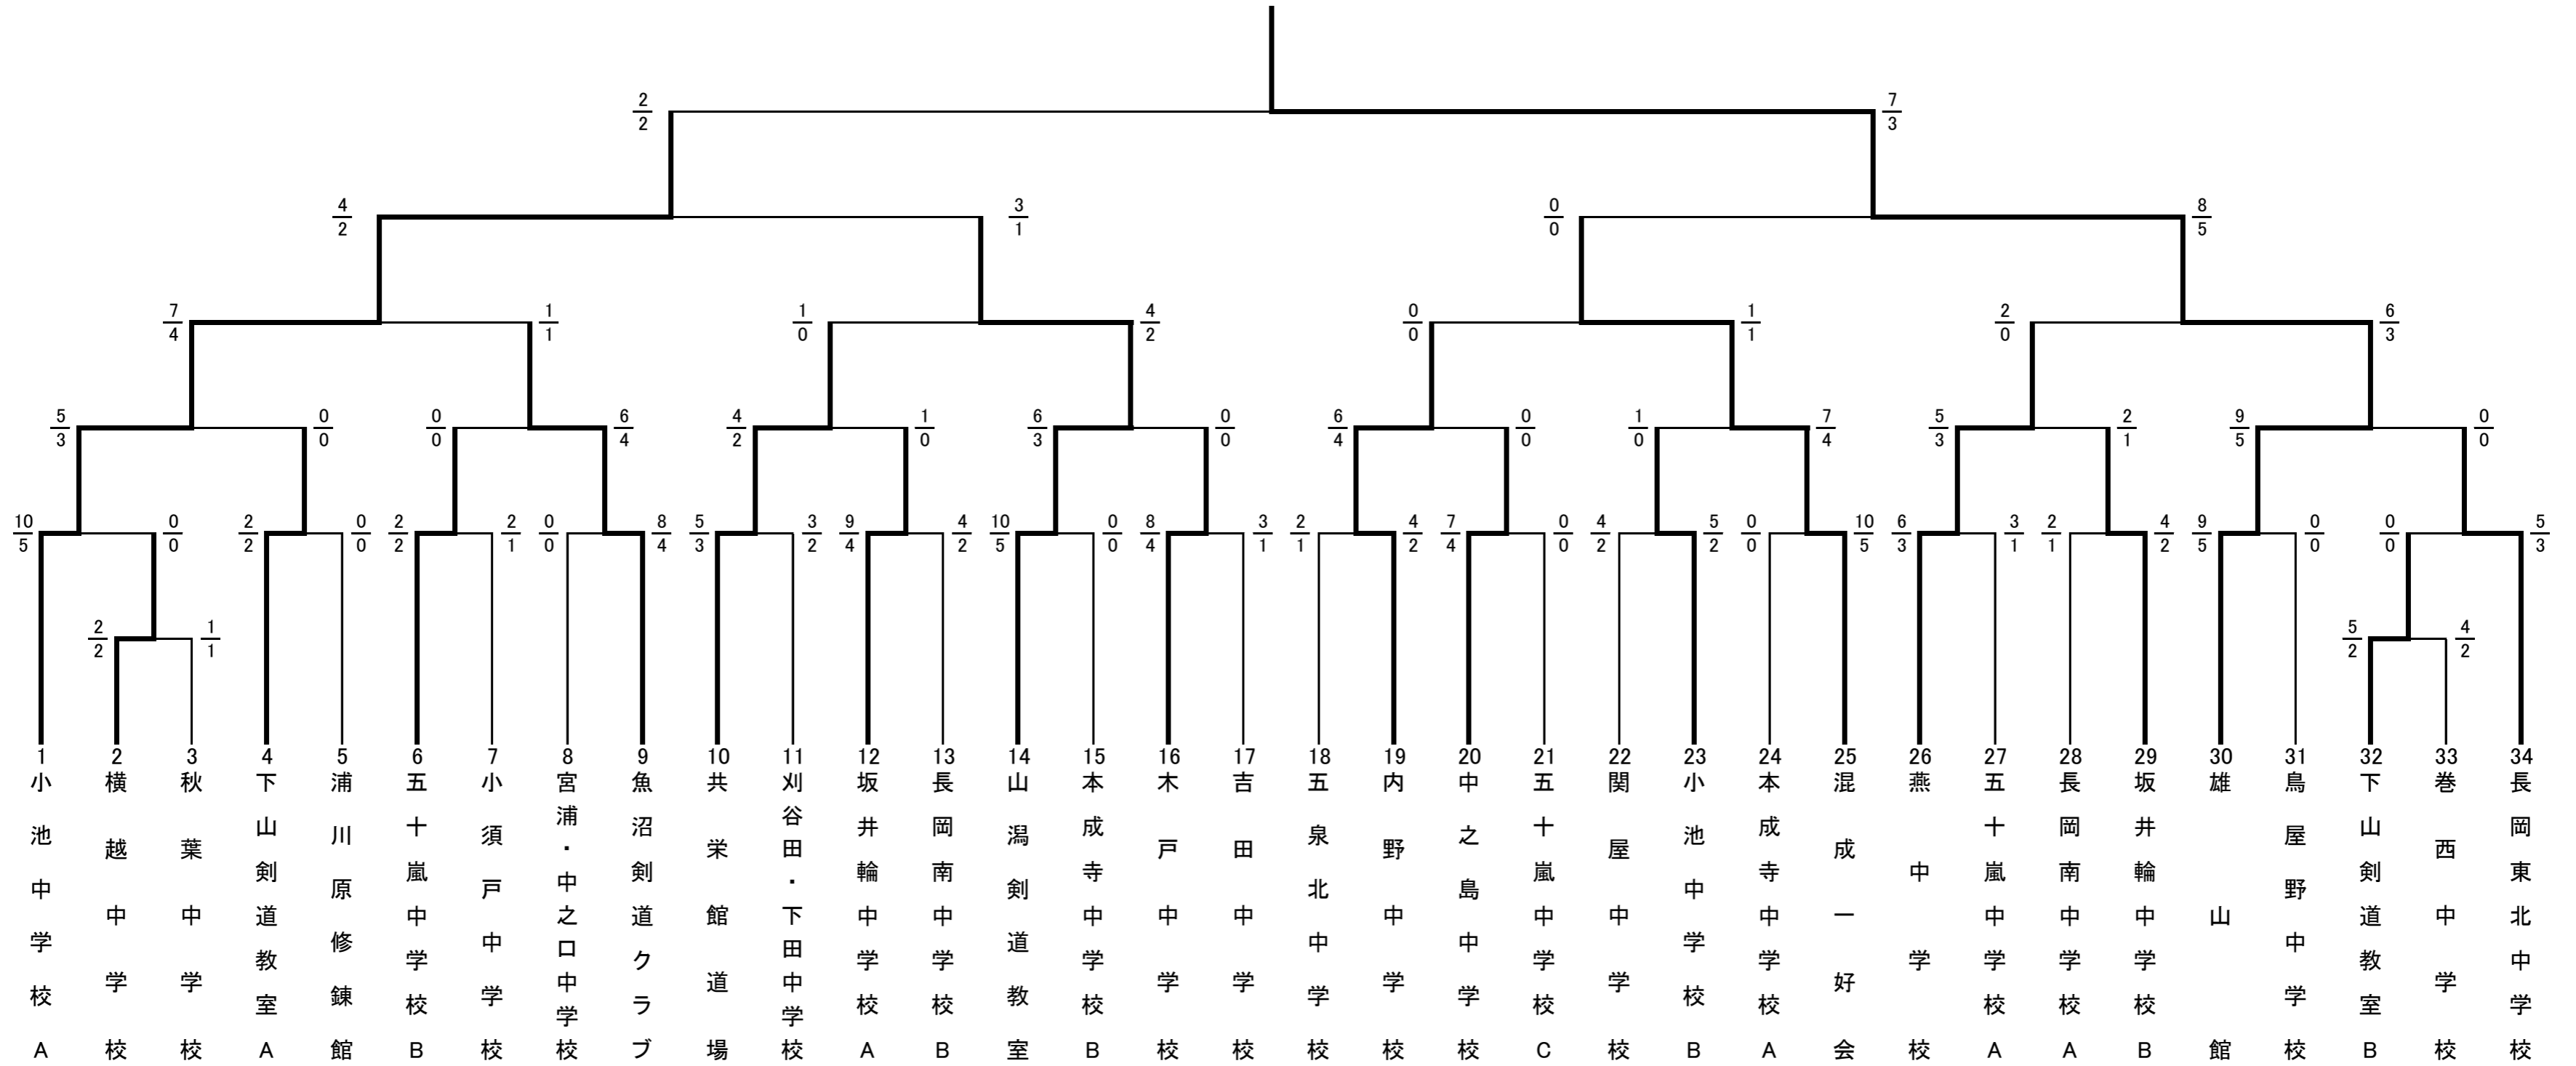 2/2 7/3
4/2 3/1 0/0 8/5
7/4 1/1 1/0 4/2 0/0 1/1 2/0 6/3
5/3 0/0 0/0 6/4 4/2 1/0 6/3 0/0 6/4 0/0 1/0 7/4 5/3 2/1 9/5 0/0
10/5 0/0 2/2 0/0 2/2 2/1 0/0 8/4 5/3 3/2 9/4 4/2 10/5 0/0 8/4 3/1 2/1 4/2 7/4 0/0 4/2 5/2 0/0 10/5 6/3 3/1 2/1 4/2 9/5 0/0 0/0 5/3
2/2 1/1 5/2 4/2
1 小池中学校A
2 横越中学校
3 秋葉中学校
4 下山剣道教室A
5 浦川原修錬館
6 五十嵐中学校B
7 小須戸中学校
8 宮浦・中之口中学校
9 魚沼剣道クラブ
10 共栄館道場
11 刈谷田・下田中学校
12 坂井輪中学校A
13 長岡南中学校B
14 山潟剣道教室
15 本成寺中学校B
16 木戸中学校
17 吉田中学校
18 五泉北中学校
19 内野中学校
20 中之島中学校
21 五十嵐中学校C
22 関屋中学校
23 小池中学校B
24 本成寺中学校A
25 混成一好会
26 燕中学校
27 五十嵐中学校A
28 長岡南中学校A
29 坂井輪中学校B
30 雄山館
31 鳥屋野中学校
32 下山剣道教室B
33 巻西中学校
34 長岡東北中学校